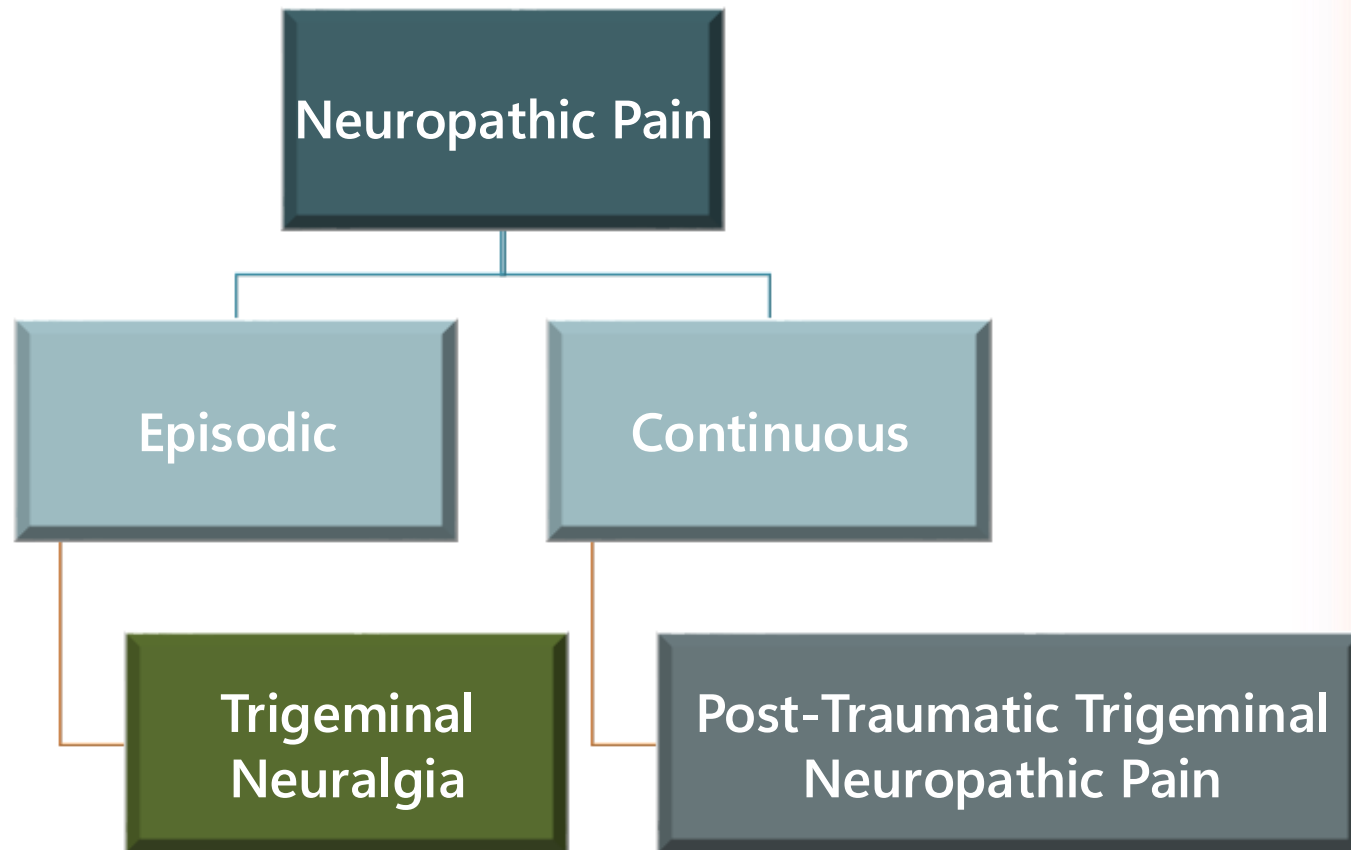 Neuropathic Pain
Episodic
Continuous
Trigeminal
Neuralgia
Post-Traumatic Trigeminal
Neuropathic Pain